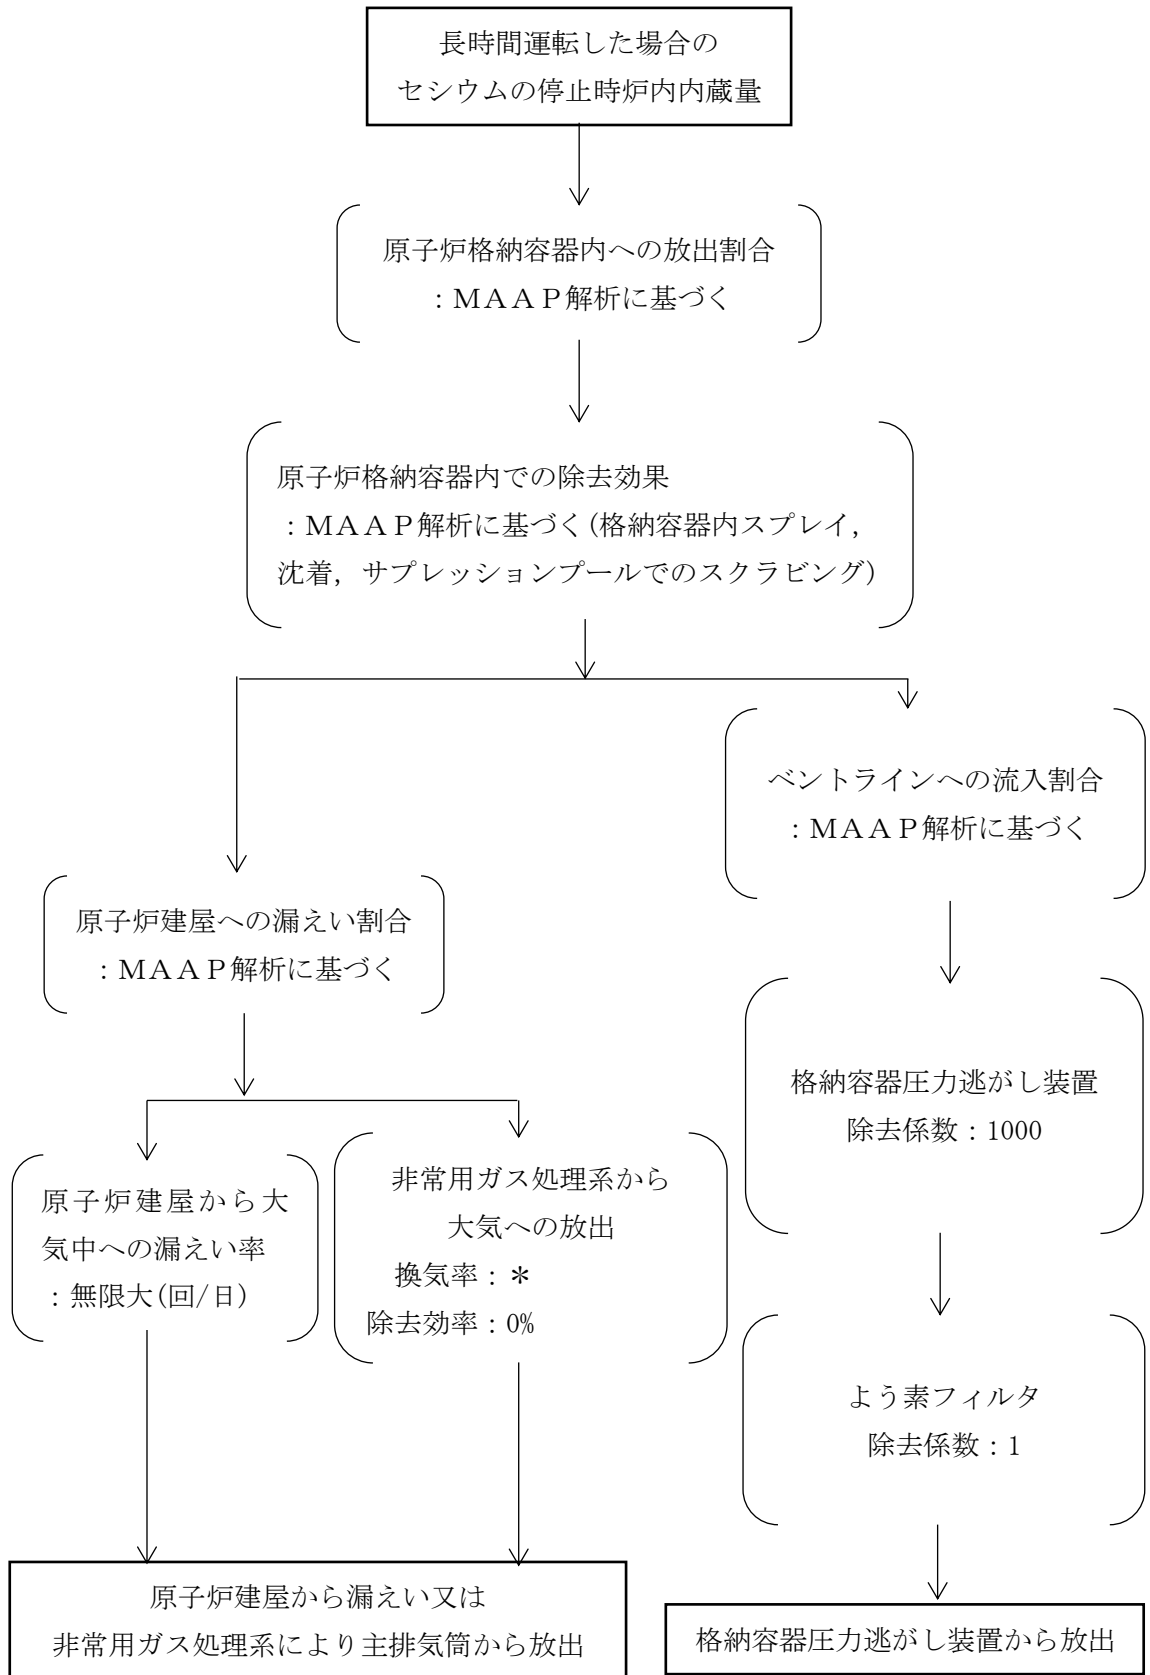 長時間運転した場合の
セシウムの停止時炉内内蔵量
原子炉格納容器内への放出割合
：ＭＡＡＰ解析に基づく
原子炉格納容器内での除去効果
：ＭＡＡＰ解析に基づく(格納容器内スプレイ，
沈着，サプレッションプールでのスクラビング)
ベントラインへの流入割合
：ＭＡＡＰ解析に基づく
原子炉建屋への漏えい割合
：ＭＡＡＰ解析に基づく
格納容器圧力逃がし装置
除去係数：1000
原子炉建屋から大
気中への漏えい率
：無限大(回/日)
非常用ガス処理系から
大気への放出
換気率：＊
除去効率：0%
よう素フィルタ
除去係数：1
原子炉建屋から漏えい又は
非常用ガス処理系により主排気筒から放出
格納容器圧力逃がし装置から放出